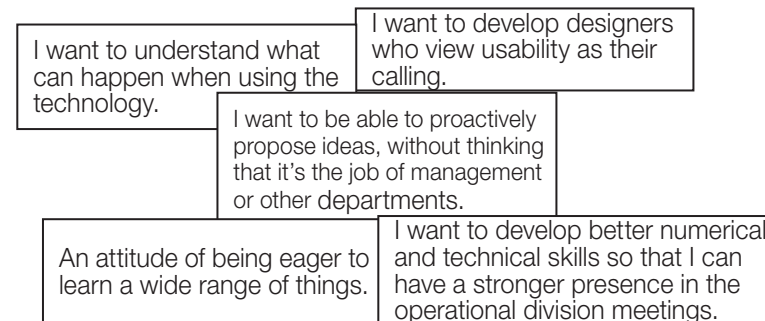 I want to understand what
can happen when using the
technology.
I want to develop designers
who view usability as their
calling.
I want to be able to proactively
propose ideas, without thinking
that it’s the job of management
or other departments.
An attitude of being eager to
learn a wide range of things.
I want to develop better numerical
and technical skills so that I can
have a stronger presence in the
operational division meetings.